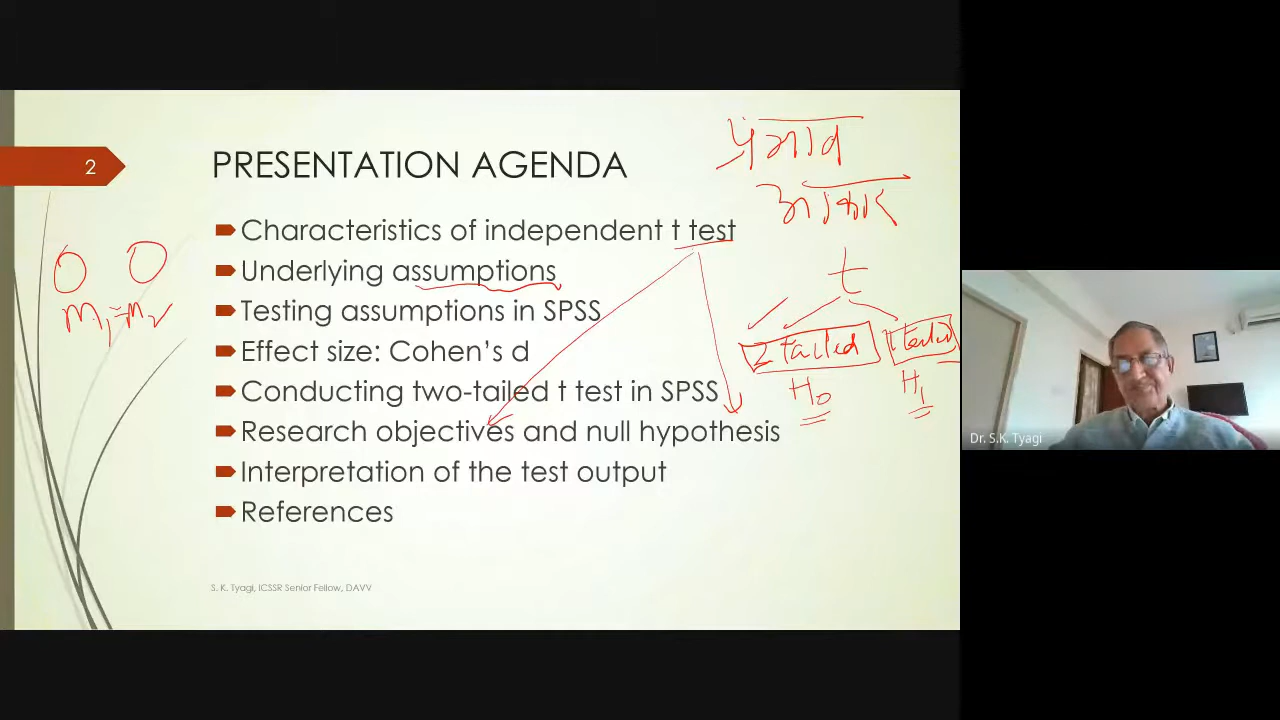 2
PRESENTATION AGENDA
Characteristics of independent t test
Underlying assumptions
Testing assumptions in SPSS
Effect size: Cohen's d
Conducting two-tailed t test in SPSS
Research objectives and null hypothesis
Interpretation of the test output
References
S. K. Tyagi, ICSSR Senior Fellow, DAVV
प्रभाव
आकार
t
2 tailed
1 tailed
H0
H1
M1 = M2
Dr. S.K. Tyagi